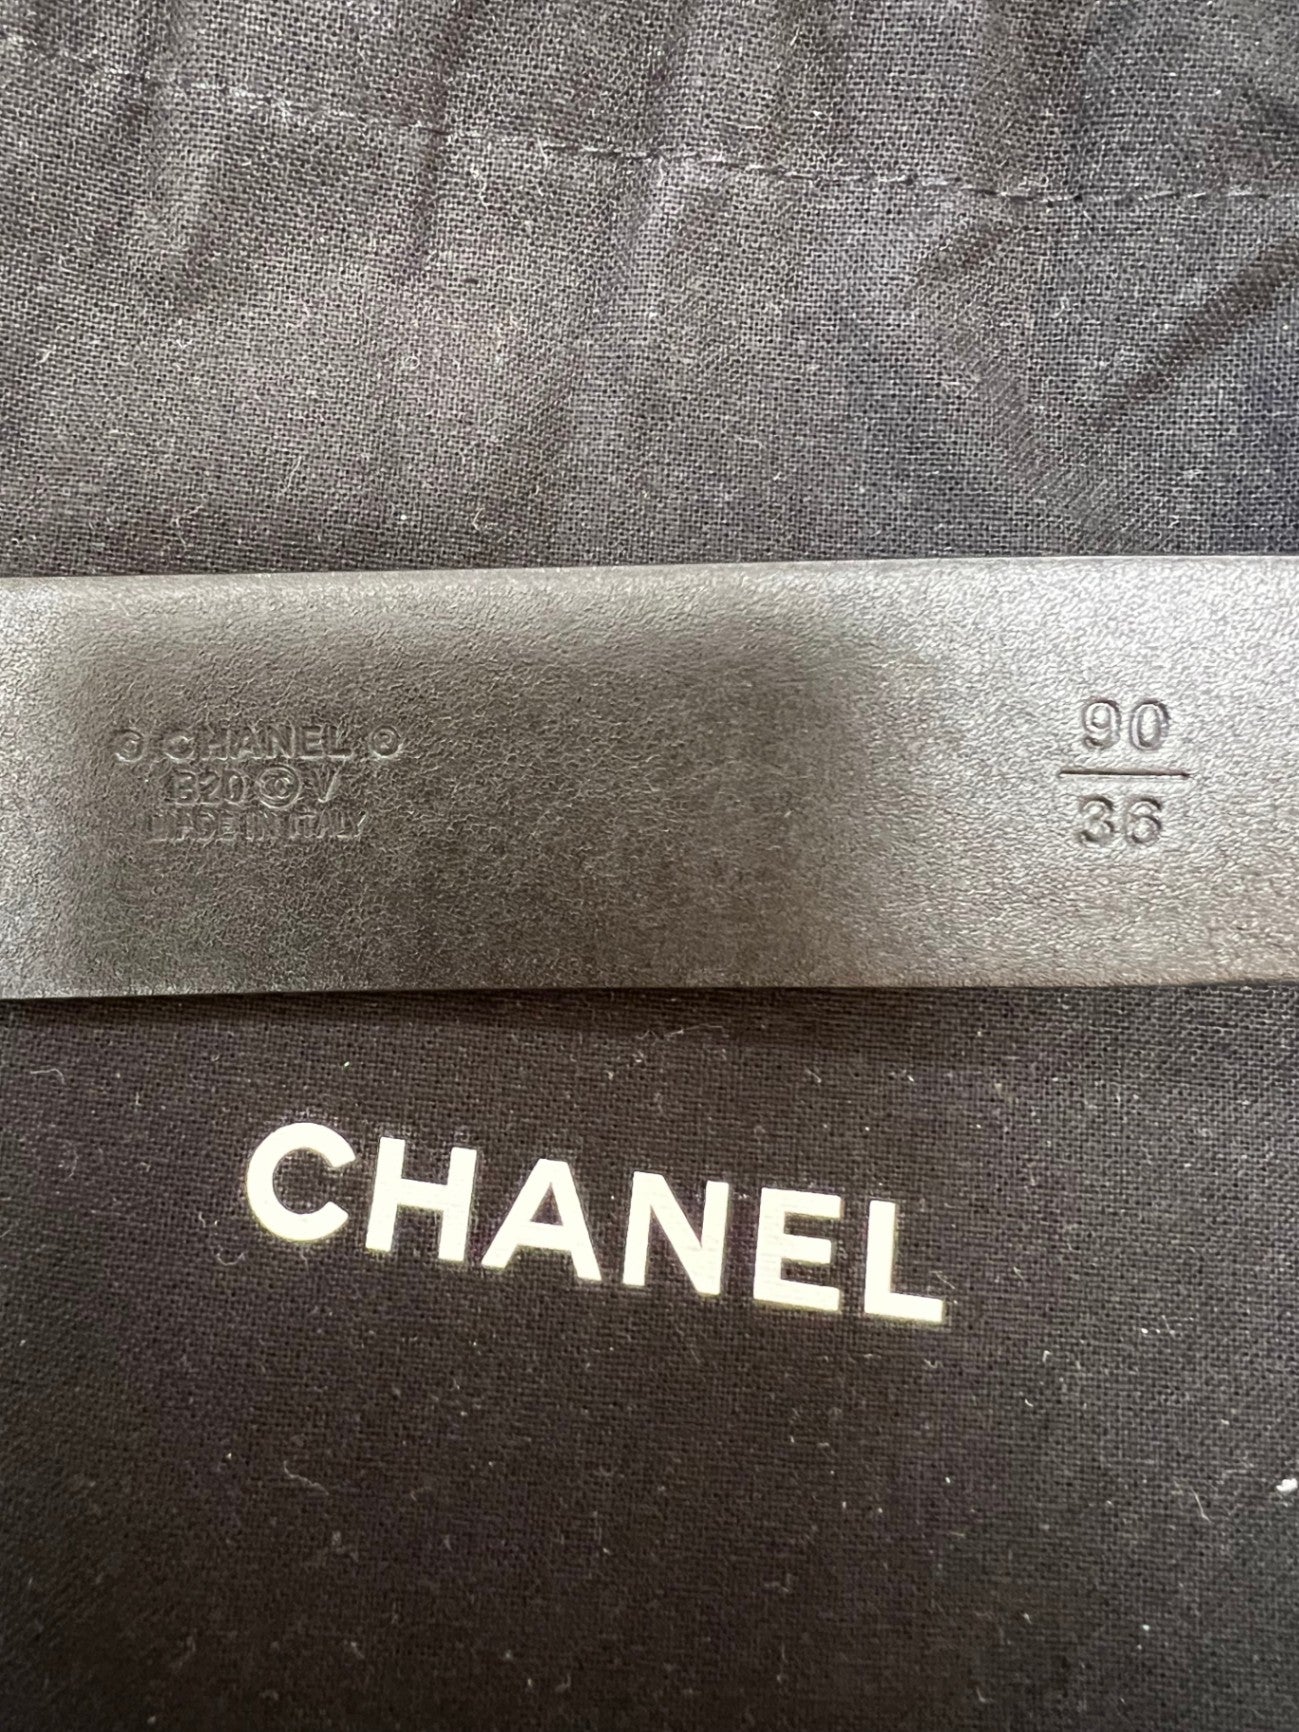 © CHANEL ®
B20 © V
MADE IN ITALY
90
36
CHANEL